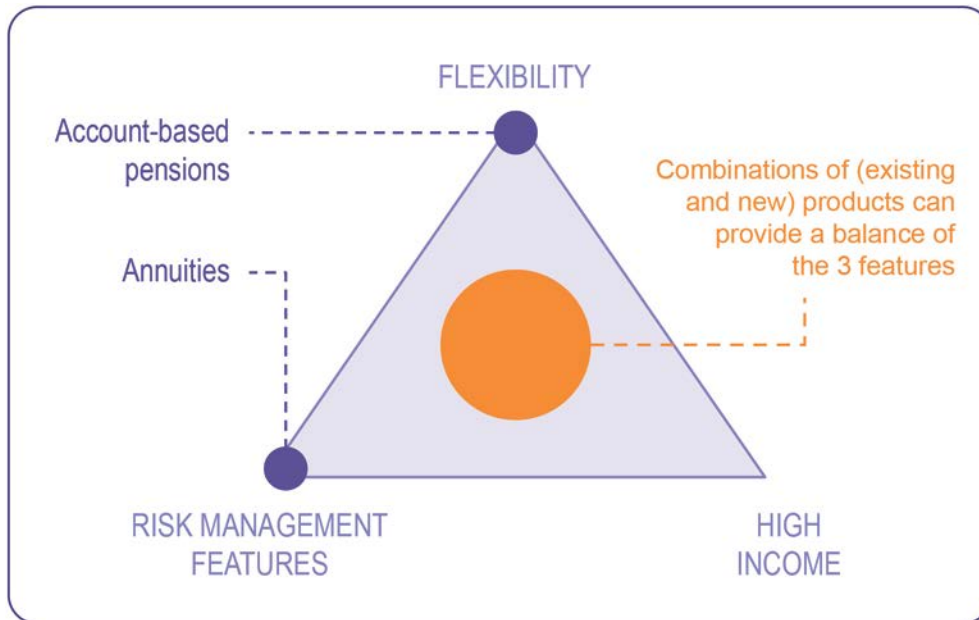 FLEXIBILITY
Account-based
pensions
Combinations of (existing
and new) products can
provide a balance of
the 3 features
Annuities
RISK MANAGEMENT
FEATURES
HIGH
INCOME